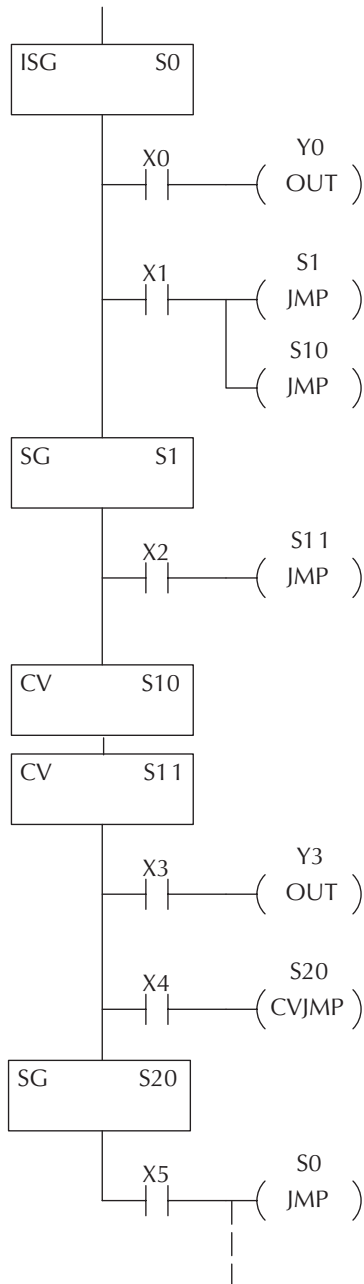 ISG S0
X0
Y0
OUT
X1
S1
JMP
S10
JMP
SG S1
X2
S11
JMP
CV S10
CV S11
X3
Y3
OUT
X4
S20
CVJMP
SG S20
X5
S0
JMP